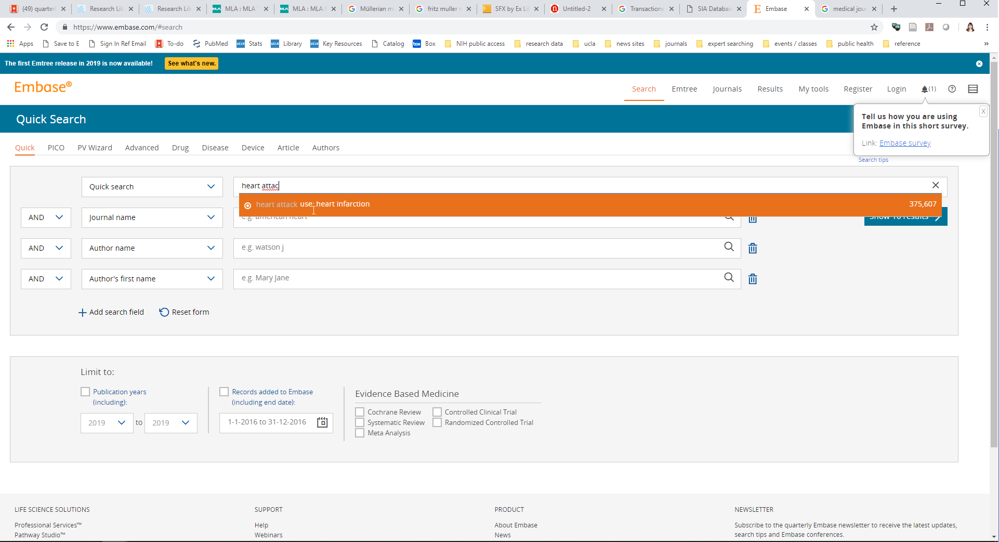 (49) quarter
Research Lib
Research Lib
MLA : MLA
MLA : MLA
Müllerian m
fritz muller
SFX by Ex Li
Untitled-2
Transactions
SIA Databas
Embase
medical jour
https://www.embase.com/#search
Apps
Save to E
Sign In Ref Email
To-do
PubMed
Stats
Library
Key Resources
Catalog
Box
NIH public access
research data
ucla
news sites
journals
expert searching
events / classes
public health
reference
The first Emtree release in 2019 is now available!
See what's new.
Embase®
Search
Emtree
Journals
Results
My tools
Register
Login
(1)
Quick Search
Tell us how you are using
Embase in this short survey.
Link: Embase survey
X
Quick
PICO
PV Wizard
Advanced
Drug
Disease
Device
Article
Authors
Search tips
Quick search
heart attac
heart attack use: heart infarction
375,607
AND
Journal name
e.g. american heart
Show 10 results
AND
Author name
e.g. watson j
AND
Author's first name
e.g. Mary Jane
Add search field
Reset form
Limit to:
Publication years
(including):
2019
to
2019
Records added to Embase
(including end date):
1-1-2016 to 31-12-2016
Evidence Based Medicine
Cochrane Review
Controlled Clinical Trial
Systematic Review
Randomized Controlled Trial
Meta Analysis
LIFE SCIENCE SOLUTIONS
Professional Services™
Pathway Studio™
SUPPORT
Help
Webinars
PRODUCT
About Embase
News
NEWSLETTER
Subscribe to the quarterly Embase newsletter to receive the latest updates,
search tips and Embase conferences.